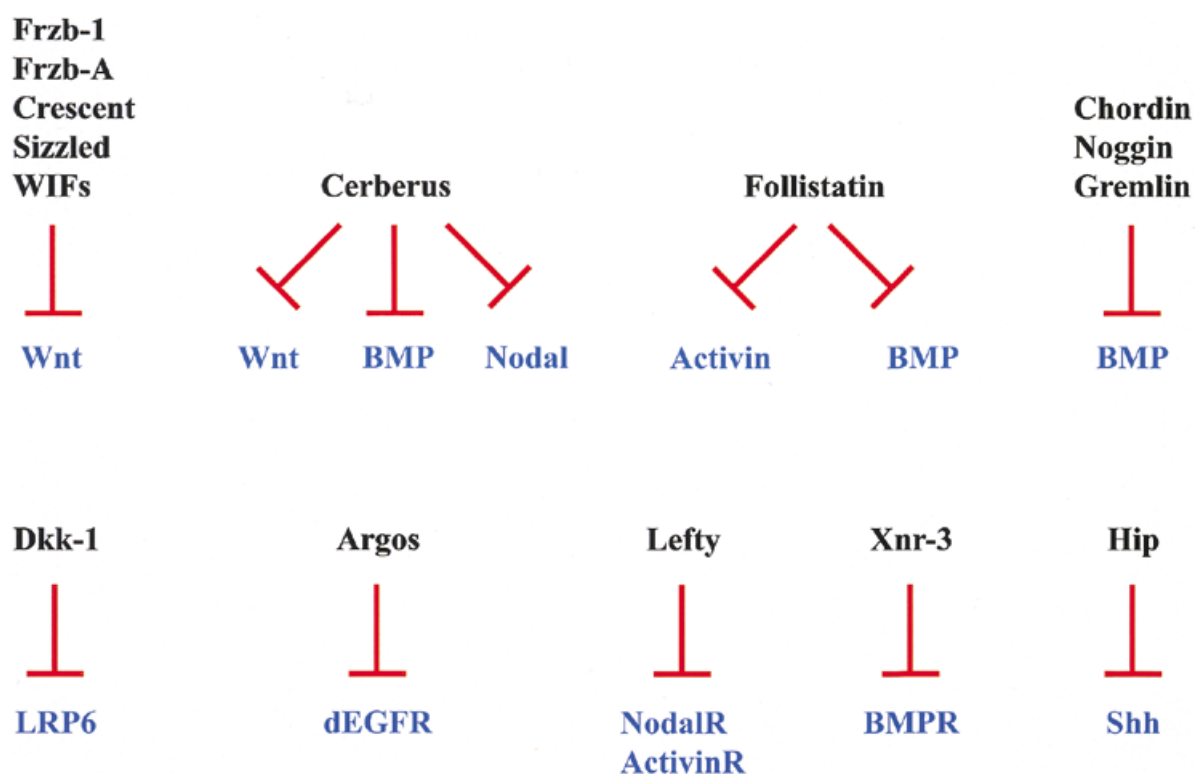 Frzb-1
Frzb-A
Crescent
Sizzled
WIFs
Cerberus
Follistatin
Chordin
Noggin
Gremlin
Wnt
Wnt
BMP
Nodal
Activin
BMP
BMP
Dkk-1
Argos
Lefty
Xnr-3
Hip
LRP6
dEGFR
NodalR
ActivinR
BMPR
Shh